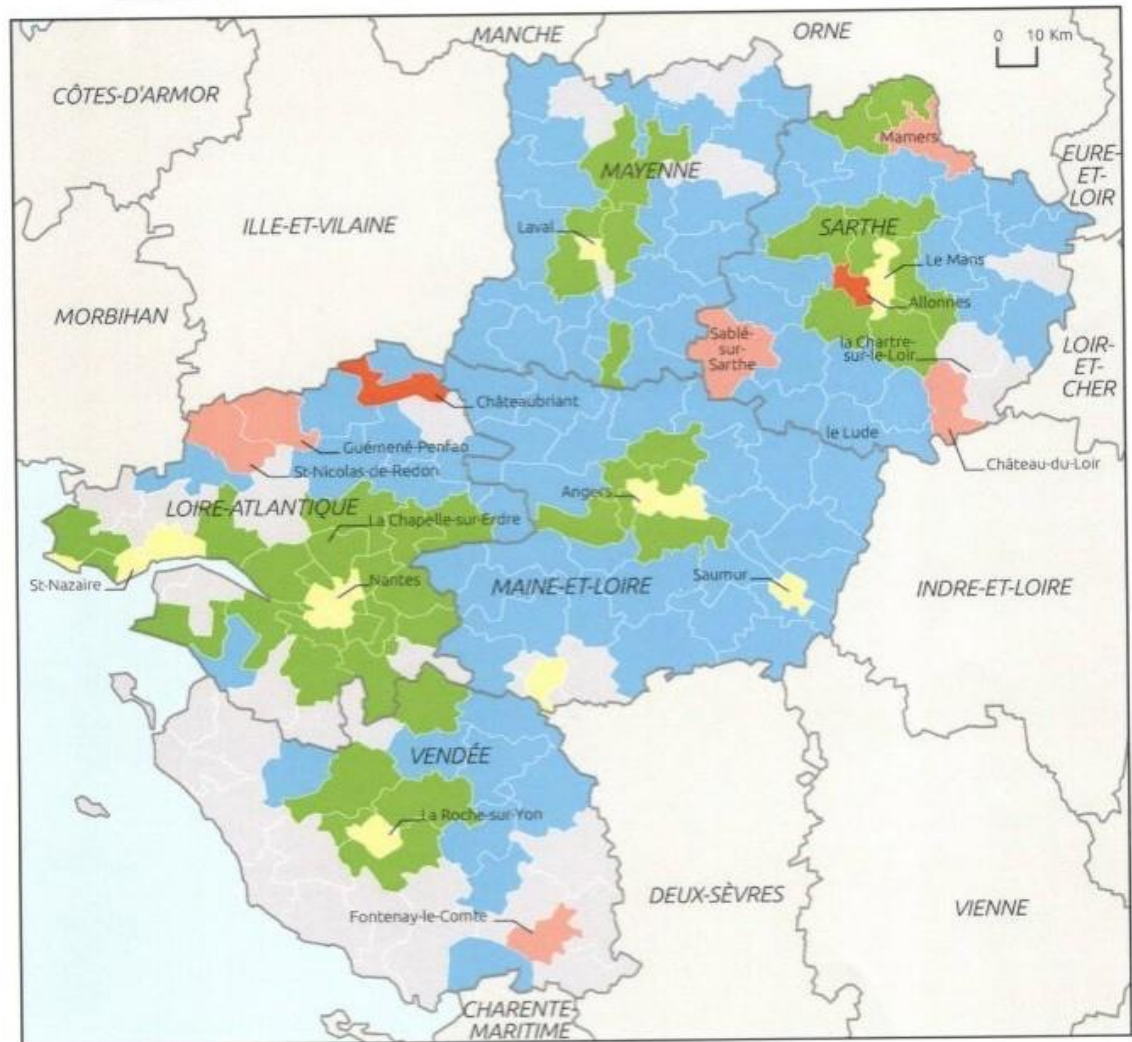 MANCHE
ORNE
0 10 Km
CÔTES-D'ARMOR
Mamers
EURE-
ET-
LOIR
MAYENNE
ILLE-ET-VILAINE
Laval
SARTHE
Le Mans
MORBIHAN
Allonnes
Sablé-
sur-
Sarthe
la Chartre-
sur-le-Loir
LOIR-
ET-
CHER
Châteaubriant
le Lude
Guémené-Penfao
St-Nicolas-de-Redon
Château-du-Loir
LOIRE-ATLANTIQUE
Angers
La Chapelle-sur-Erdre
St-Nazaire
Nantes
MAINE-ET-LOIRE
Saumur
INDRE-ET-LOIRE
VENDÉE
La Roche-sur-Yon
DEUX-SÈVRES
VIENNE
Fontenay-le-Comte
CHARENTE-
MARITIME